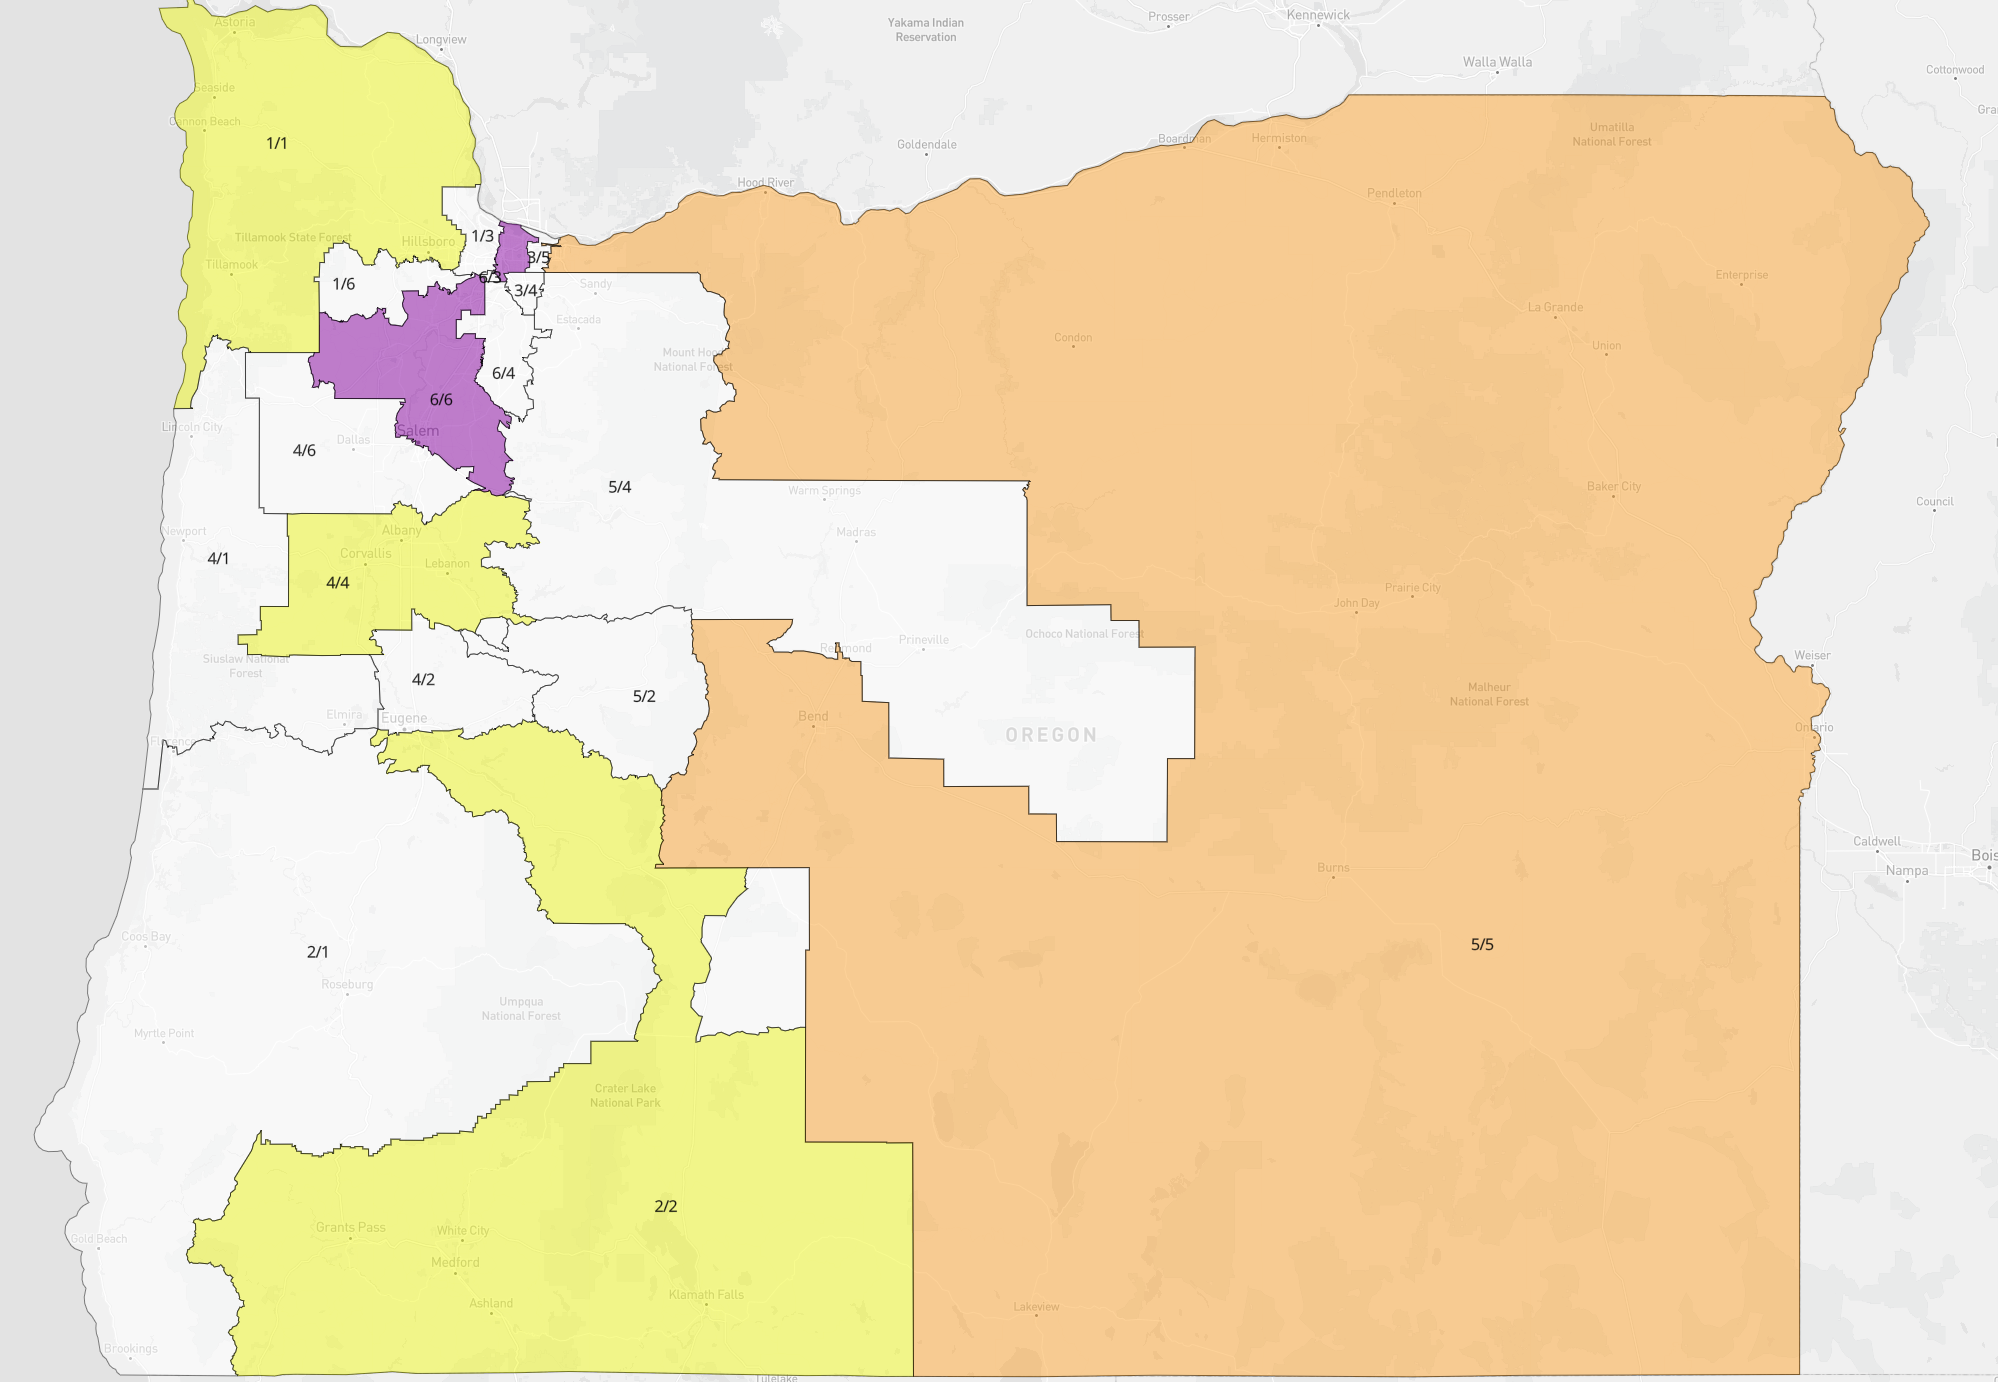 Astoria
Longview
Yakama Indian
Reservation
Prosser
Kennewick
Walla Walla
Cottonwood
Seaside
Cannon Beach
1/1
Goldendale
Boardman
Hermiston
Umatilla
National Forest
Hood River
Pendleton
Tillamook State Forest
Hillsboro
1/3
3/5
Tillamook
1/6
6/3
3/4
Sandy
Enterprise
Estacada
La Grande
Condon
Union
Mount Hood
National Forest
6/4
6/6
Lincoln City
Salem
Dallas
4/6
5/4
Warm Springs
Baker City
Council
Newport
Albany
Madras
Corvallis
Lebanon
4/1
4/4
Prairie City
John Day
Ochoco National Forest
Prineville
Redmond
Siuslaw National
Forest
Weiser
4/2
5/2
Malheur
National Forest
Elmira
Eugene
Bend
OREGON
Ontario
Florence
Caldwell
Nampa
Burns
Coos Bay
2/1
5/5
Roseburg
Umpqua
National Forest
Myrtle Point
Crater Lake
National Park
2/2
Grants Pass
White City
Gold Beach
Medford
Klamath Falls
Ashland
Lakeview
Brookings
Tulelake